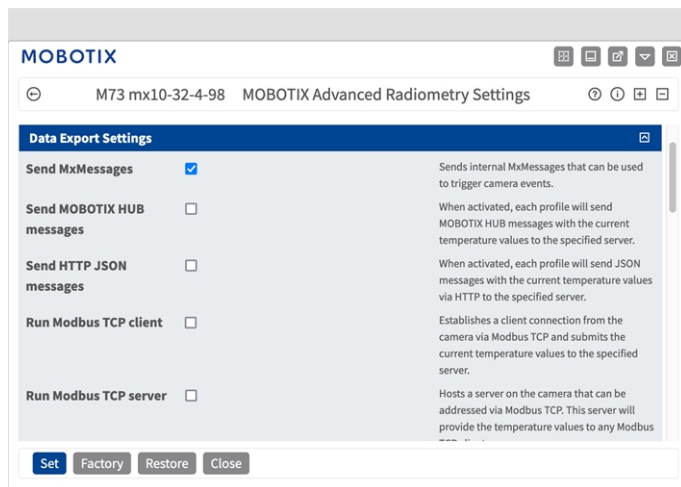 MOBOTIX
M73 mx10-32-4-98 MOBOTIX Advanced Radiometry Settings
Data Export Settings
Send MxMessages
Sends internal MxMessages that can be used
to trigger camera events.
Send MOBOTIX HUB
messages
When activated, each profile will send
MOBOTIX HUB messages with the current
temperature values to the specified server.
Send HTTP JSON
messages
When activated, each profile will send JSON
messages with the current temperature values
via HTTP to the specified server.
Run Modbus TCP client
Establishes a client connection from the
camera via Modbus TCP and submits the
current temperature values to the specified
server.
Run Modbus TCP server
Hosts a server on the camera that can be
addressed via Modbus TCP. This server will
provide the temperature values to any Modbus
Set Factory Restore Close